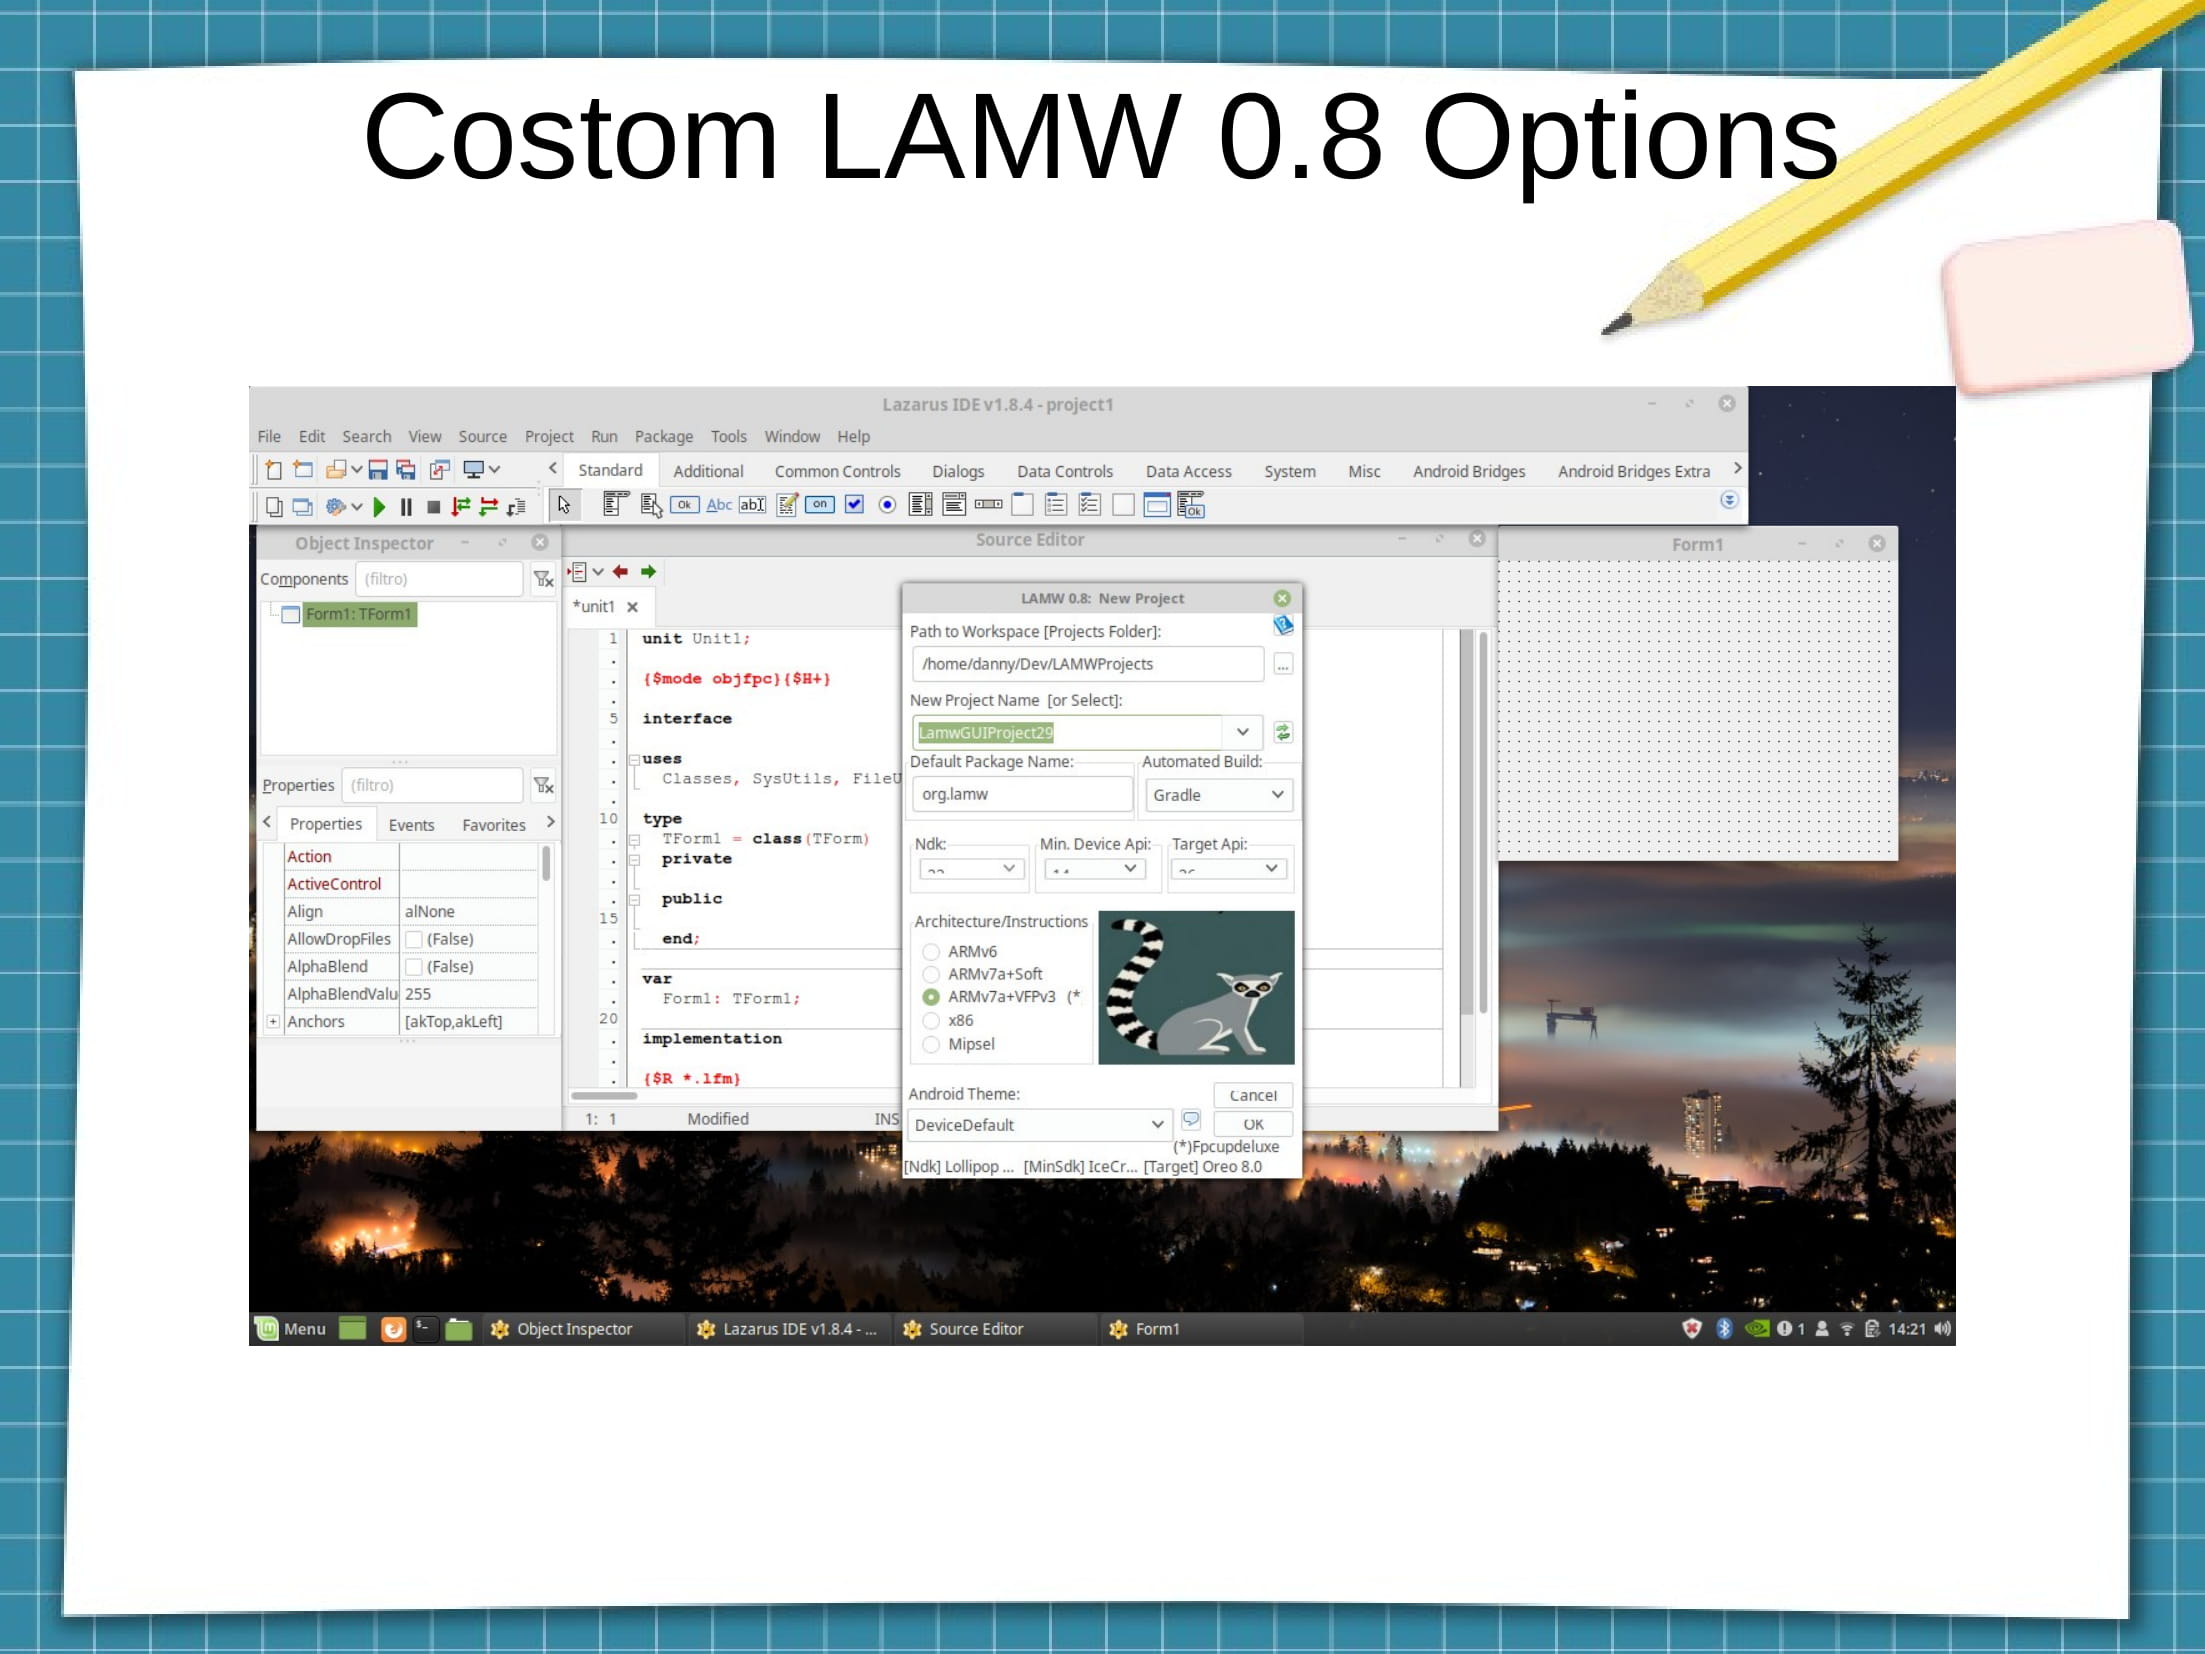 Costom LAMW 0.8 Options
Lazarus IDE v1.8.4 - project1
File Edit Search View Source Project Run Package Tools Window Help
Standard Additional Common Controls Dialogs Data Controls Data Access System Misc Android Bridges Android Bridges Extra
Ok Abc abI on Ok
Object Inspector
Components (filtro)
Form1: TForm1
Properties (filtro)
Properties Events Favorites
Action
ActiveControl
Align alNone
AllowDropFiles (False)
AlphaBlend (False)
AlphaBlendValu 255
Anchors [akTop,akLeft]
Source Editor
*unit1
1 unit Unit1;
{$mode objfpc}{$H+}
5 interface
uses
Classes, SysUtils, FileU
10 type
TForm1 = class(TForm)
private
public
15
end;
var
Form1: TForm1;
20
implementation
{$R *.lfm}
1: 1 Modified INS
Form1
LAMW 0.8: New Project
Path to Workspace [Projects Folder]:
/home/danny/Dev/LAMWProjects
...
New Project Name [or Select]:
LamwGUIProject29
Default Package Name: Automated Build:
org.lamw Gradle
Ndk: Min. Device Api: Target Api:
Architecture/Instructions
ARMv6
ARMv7a+Soft
ARMv7a+VFPv3 (*
x86
Mipsel
Android Theme:
Cancel
DeviceDefault
OK
(*)Fpcupdeluxe
[Ndk] Lollipop ... [MinSdk] IceCr... [Target] Oreo 8.0
Menu $- Object Inspector Lazarus IDE v1.8.4 - ... Source Editor Form1 1 14:21